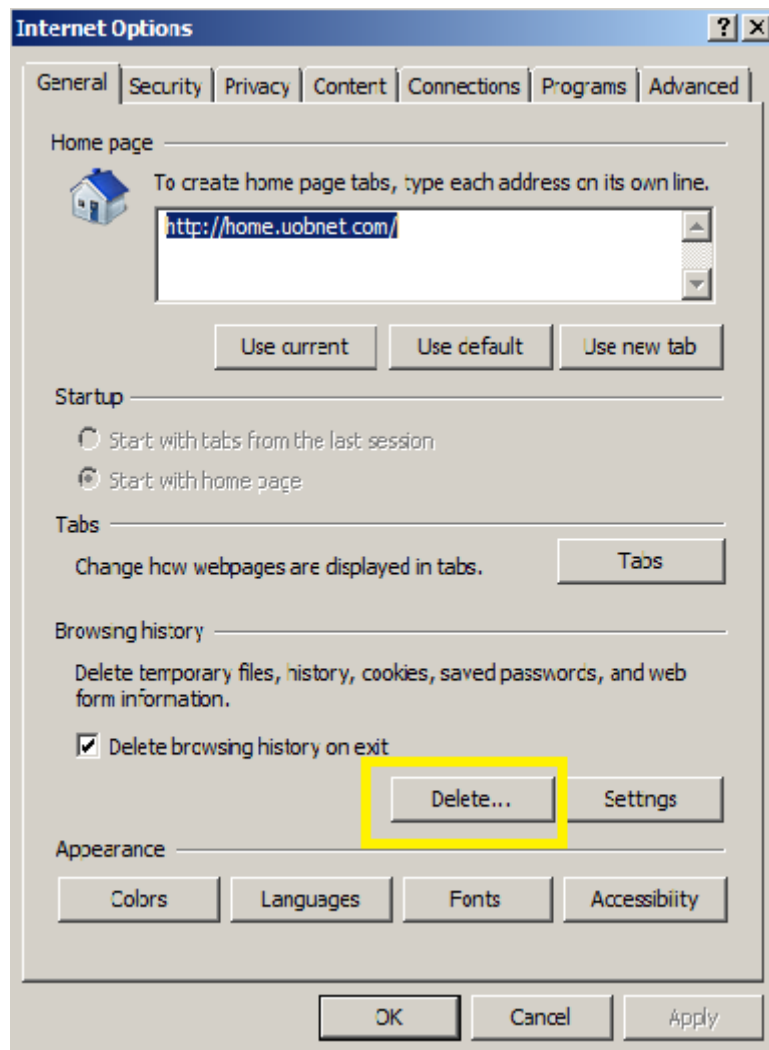 Internet Options
General Security Privacy Content Connections Programs Advanced
Home page
To create home page tabs, type each address on its own line.
http://home.uobnet.com/
Use current Use default Use new tab
Startup
Start with tabs from the last session
Start with home page
Tabs
Change how webpages are displayed in tabs. Tabs
Browsing history
Delete temporary files, history, cookies, saved passwords, and web
form information.
Delete browsing history on exit
Delete... Settings
Appearance
Colors Languages Fonts Accessibility
OK Cancel Apply